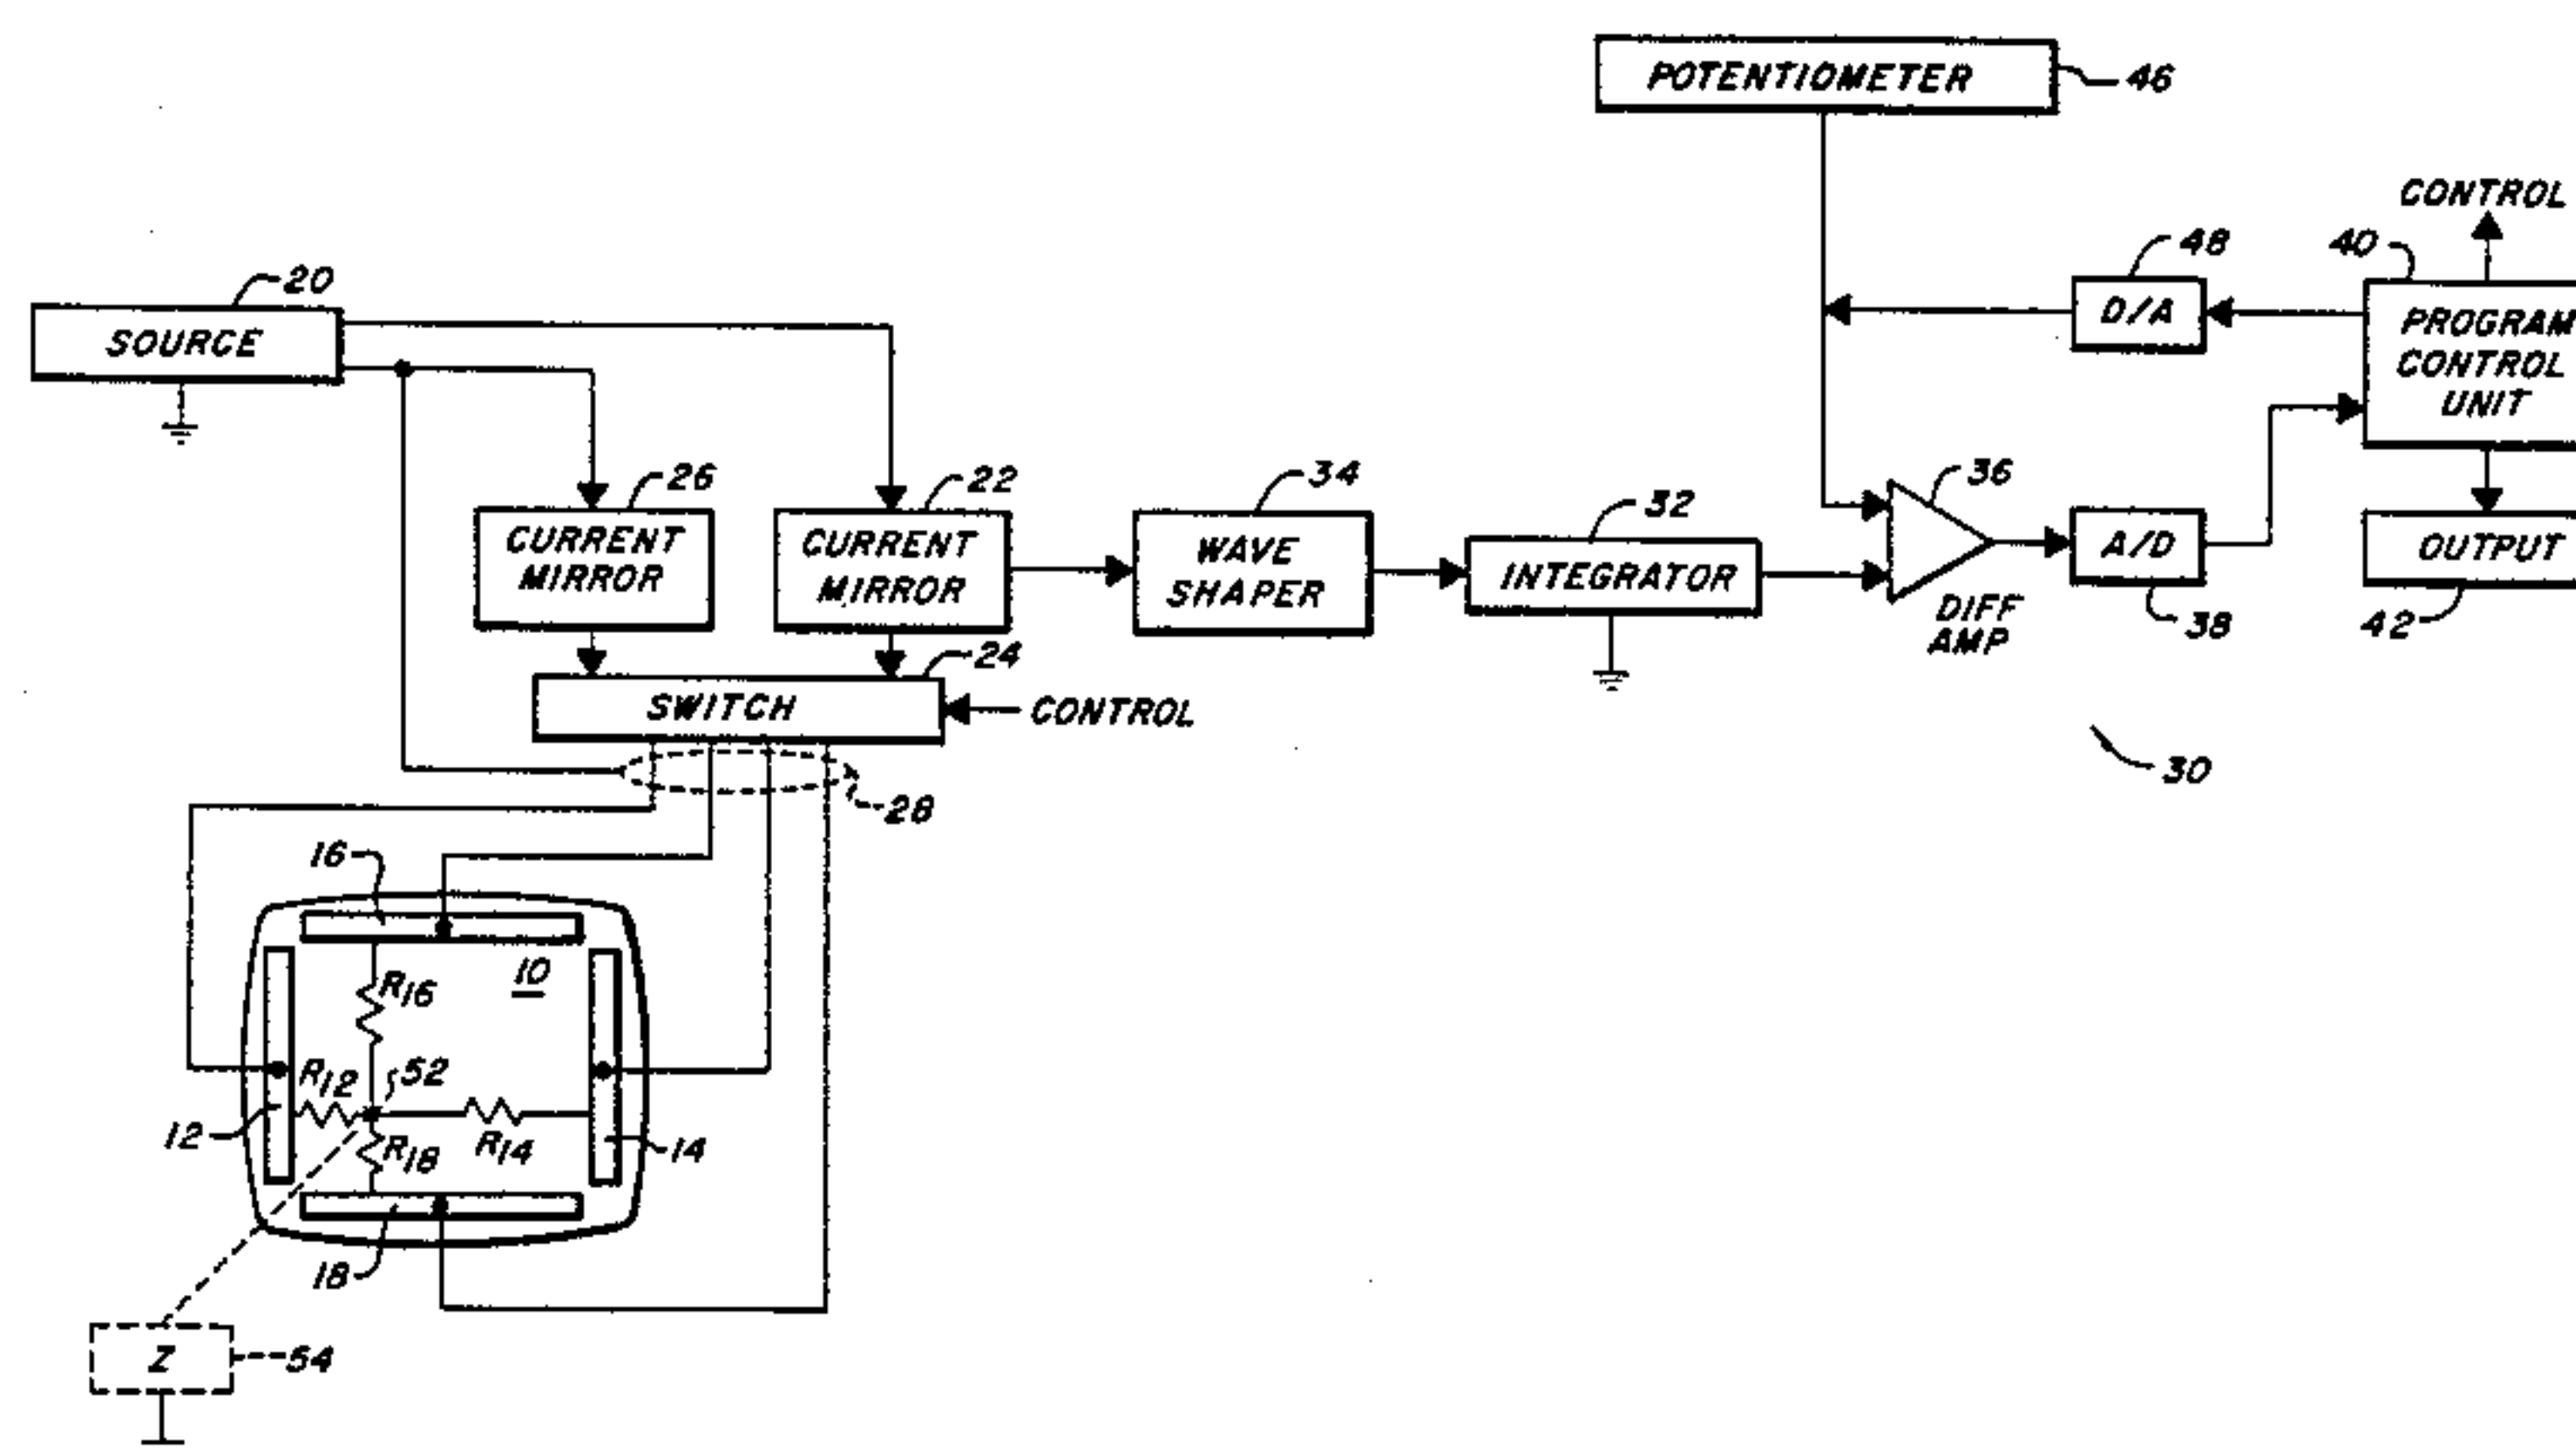 POTENTIOMETER
46
CONTROL
48
40
20
D/A
PROGRAM
CONTROL
UNIT
SOURCE
26
22
34
32
36
CURRENT
MIRROR
CURRENT
MIRROR
WAVE
SHAPER
INTEGRATOR
A/D
OUTPUT
DIFF
AMP
38
42
24
SWITCH
CONTROL
30
28
16
10
R16
R12
52
12
R18
R14
14
18
Z
54